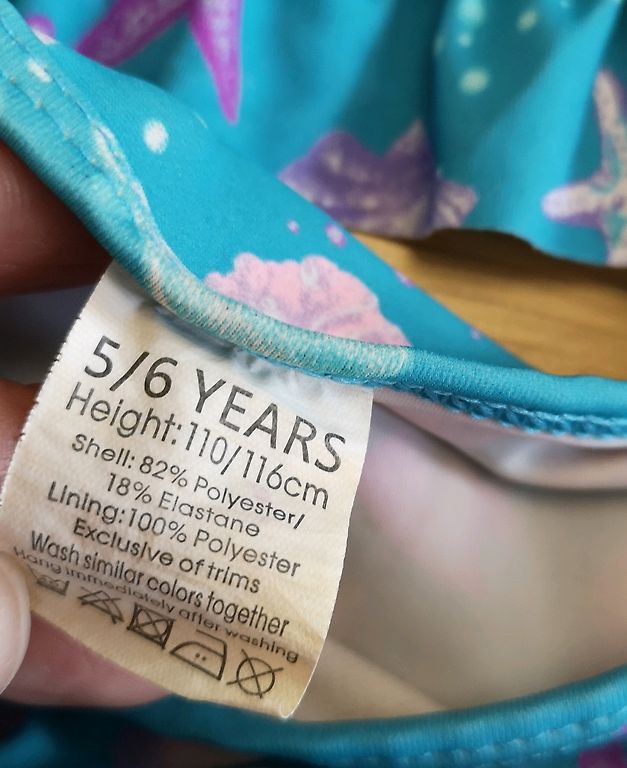 5/6 YEARS
Height:110/116cm
Shell: 82% Polyester/
18% Elastane
Lining:100% Polyester
Exclusive of trims
Wash similar colors together
Hang immediately after washing